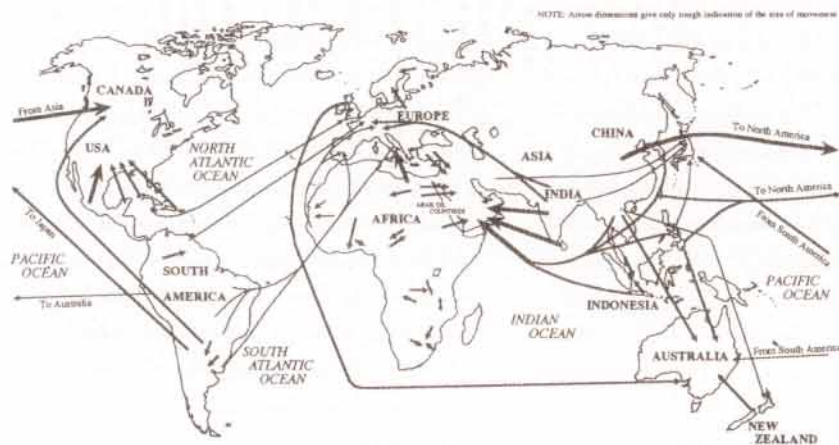 NOTE: Arrow dimensions give only rough indication of the size of movement
CANADA
From Asia
EUROPE
CHINA
To North America
USA
NORTH
ATLANTIC
OCEAN
ASIA
INDIA
To North America
ARAB OIL
COUNTRIES
AFRICA
To Japan
From South America
PACIFIC
OCEAN
SOUTH
AMERICA
PACIFIC
OCEAN
To Australia
INDONESIA
INDIAN
OCEAN
SOUTH
ATLANTIC
OCEAN
AUSTRALIA
From South America
NEW
ZEALAND